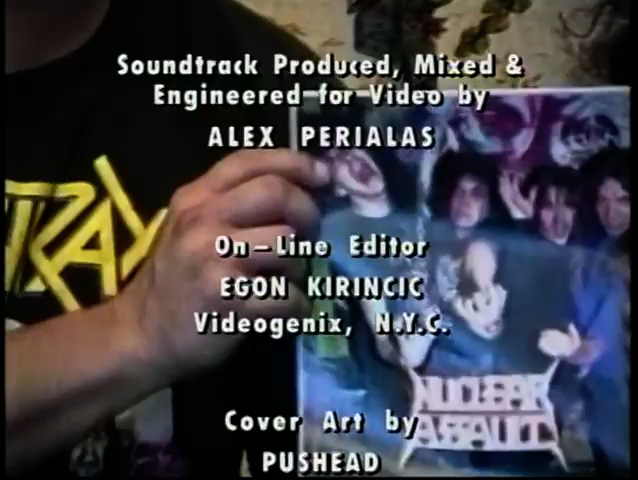 Soundtrack Produced, Mixed &
Engineered for Video by
ALEX PERIALAS
On-Line Editor
EGON KIRINCIC
Videogenix, N.Y.C.
Cover Art by
PUSHEAD
NUCLEAR
ASSAULT